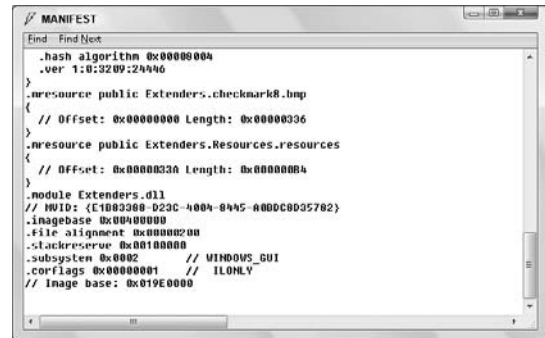 MANIFEST
Find Find Next
.hash algorithm 0x00008004
.ver 1:0:3209:24446
}
.mresource public Extenders.checkmark8.bmp
{
// Offset: 0x00000000 Length: 0x00000336
}
.mresource public Extenders.Resources.resources
{
// Offset: 0x0000033A Length: 0x000000B4
}
.module Extenders.dll
// MVID: {E1D83388-D23C-4004-8445-A0BDC8D35782}
.imagebase 0x00400000
.file alignment 0x00000200
.stackreserve 0x00100000
.subsystem 0x0002 // WINDOWS_GUI
.corflags 0x00000001 // ILONLY
// Image base: 0x019E0000